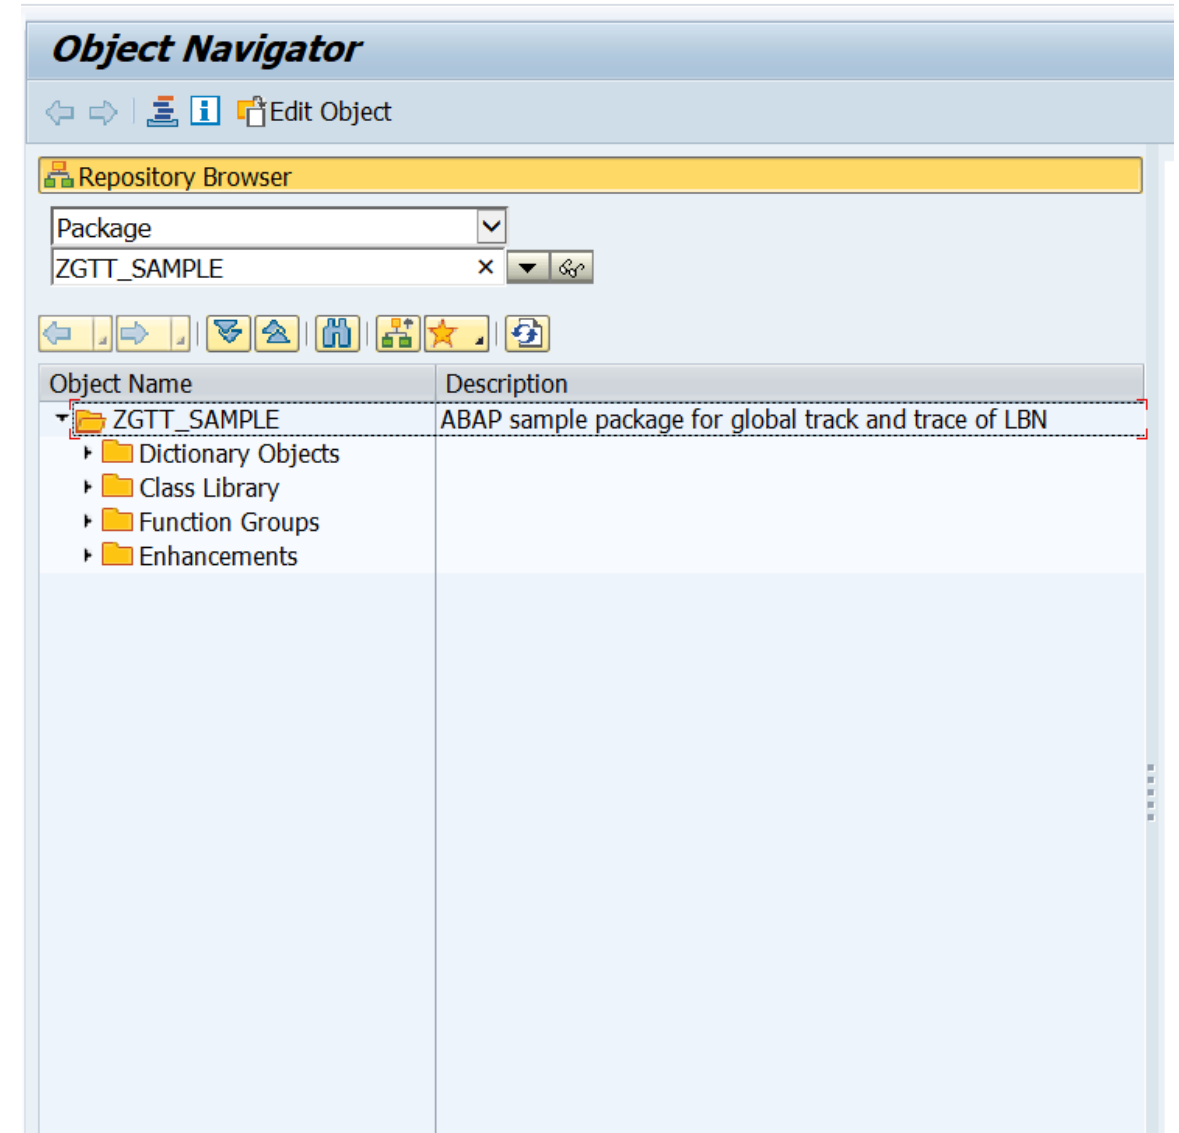 Object Navigator
Edit Object
Repository Browser
Package
ZGTT_SAMPLE
Object Name Description
ZGTT_SAMPLE ABAP sample package for global track and trace of LBN
Dictionary Objects
Class Library
Function Groups
Enhancements